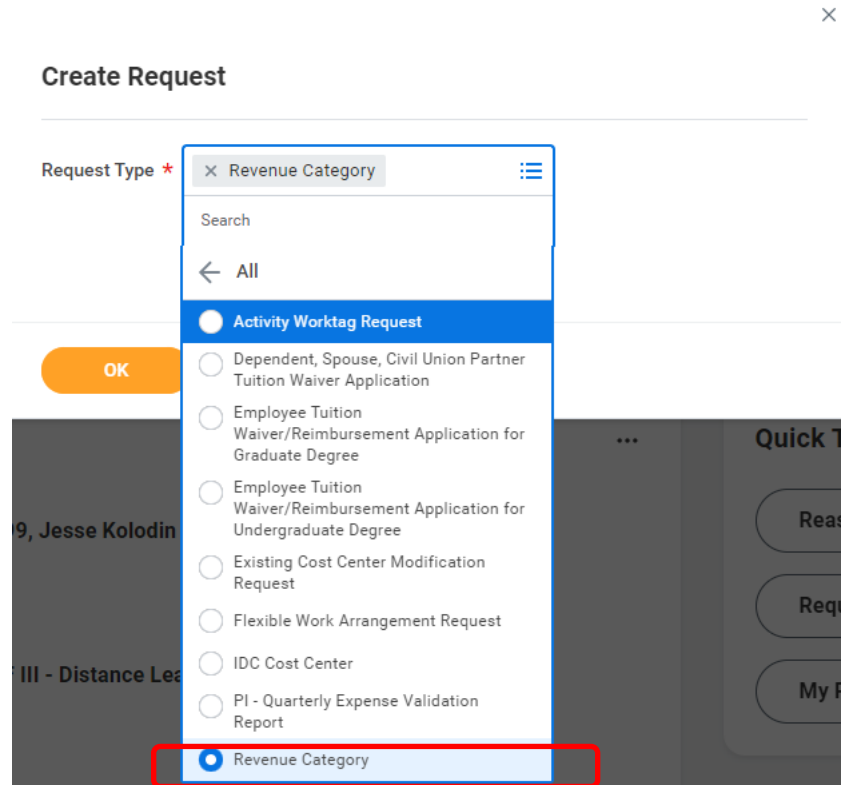 Create Request
Request Type *
× Revenue Category
Search
← All
Activity Worktag Request
Dependent, Spouse, Civil Union Partner
Tuition Waiver Application
Employee Tuition
Waiver/Reimbursement Application for
Graduate Degree
Employee Tuition
Waiver/Reimbursement Application for
Undergraduate Degree
Existing Cost Center Modification
Request
Flexible Work Arrangement Request
IDC Cost Center
PI - Quarterly Expense Validation
Report
Revenue Category
OK
9, Jesse Kolodin
III - Distance Lea
Quick T
Reas
Requ
My